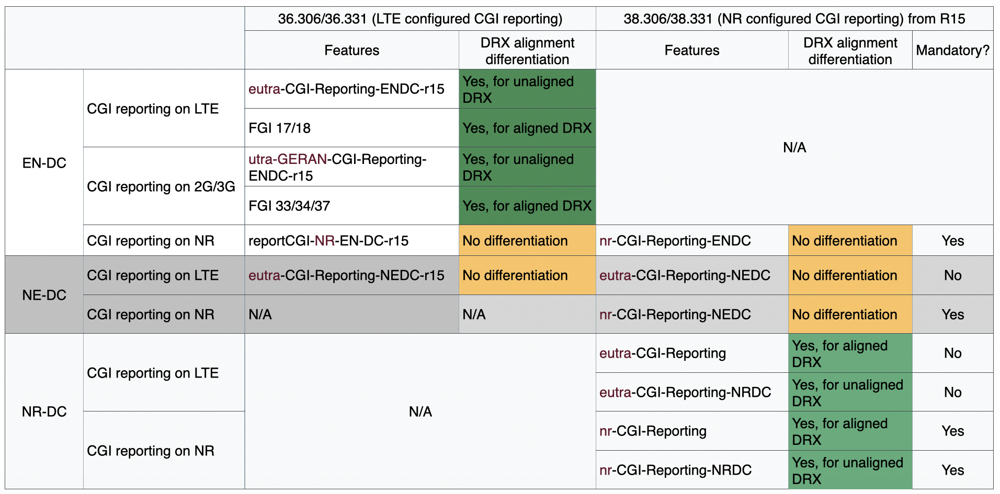 36.306/36.331 (LTE configured CGI reporting)
38.306/38.331 (NR configured CGI reporting) from R15
Features
DRX alignment
differentiation
Features
DRX alignment
differentiation
Mandatory?
EN-DC
CGI reporting on LTE
eutra-CGI-Reporting-ENDC-r15
Yes, for unaligned
DRX
N/A
FGI 17/18
Yes, for aligned DRX
CGI reporting on 2G/3G
utra-GERAN-CGI-Reporting-
ENDC-r15
Yes, for unaligned
DRX
FGI 33/34/37
Yes, for aligned DRX
CGI reporting on NR
reportCGI-NR-EN-DC-r15
No differentiation
nr-CGI-Reporting-ENDC
No differentiation
Yes
NE-DC
CGI reporting on LTE
eutra-CGI-Reporting-NEDC-r15
No differentiation
eutra-CGI-Reporting-NEDC
No differentiation
No
CGI reporting on NR
N/A
N/A
nr-CGI-Reporting-NEDC
No differentiation
Yes
NR-DC
CGI reporting on LTE
N/A
eutra-CGI-Reporting
Yes, for aligned
DRX
No
eutra-CGI-Reporting-NRDC
Yes, for unaligned
DRX
No
CGI reporting on NR
nr-CGI-Reporting
Yes, for aligned
DRX
Yes
nr-CGI-Reporting-NRDC
Yes, for unaligned
DRX
Yes